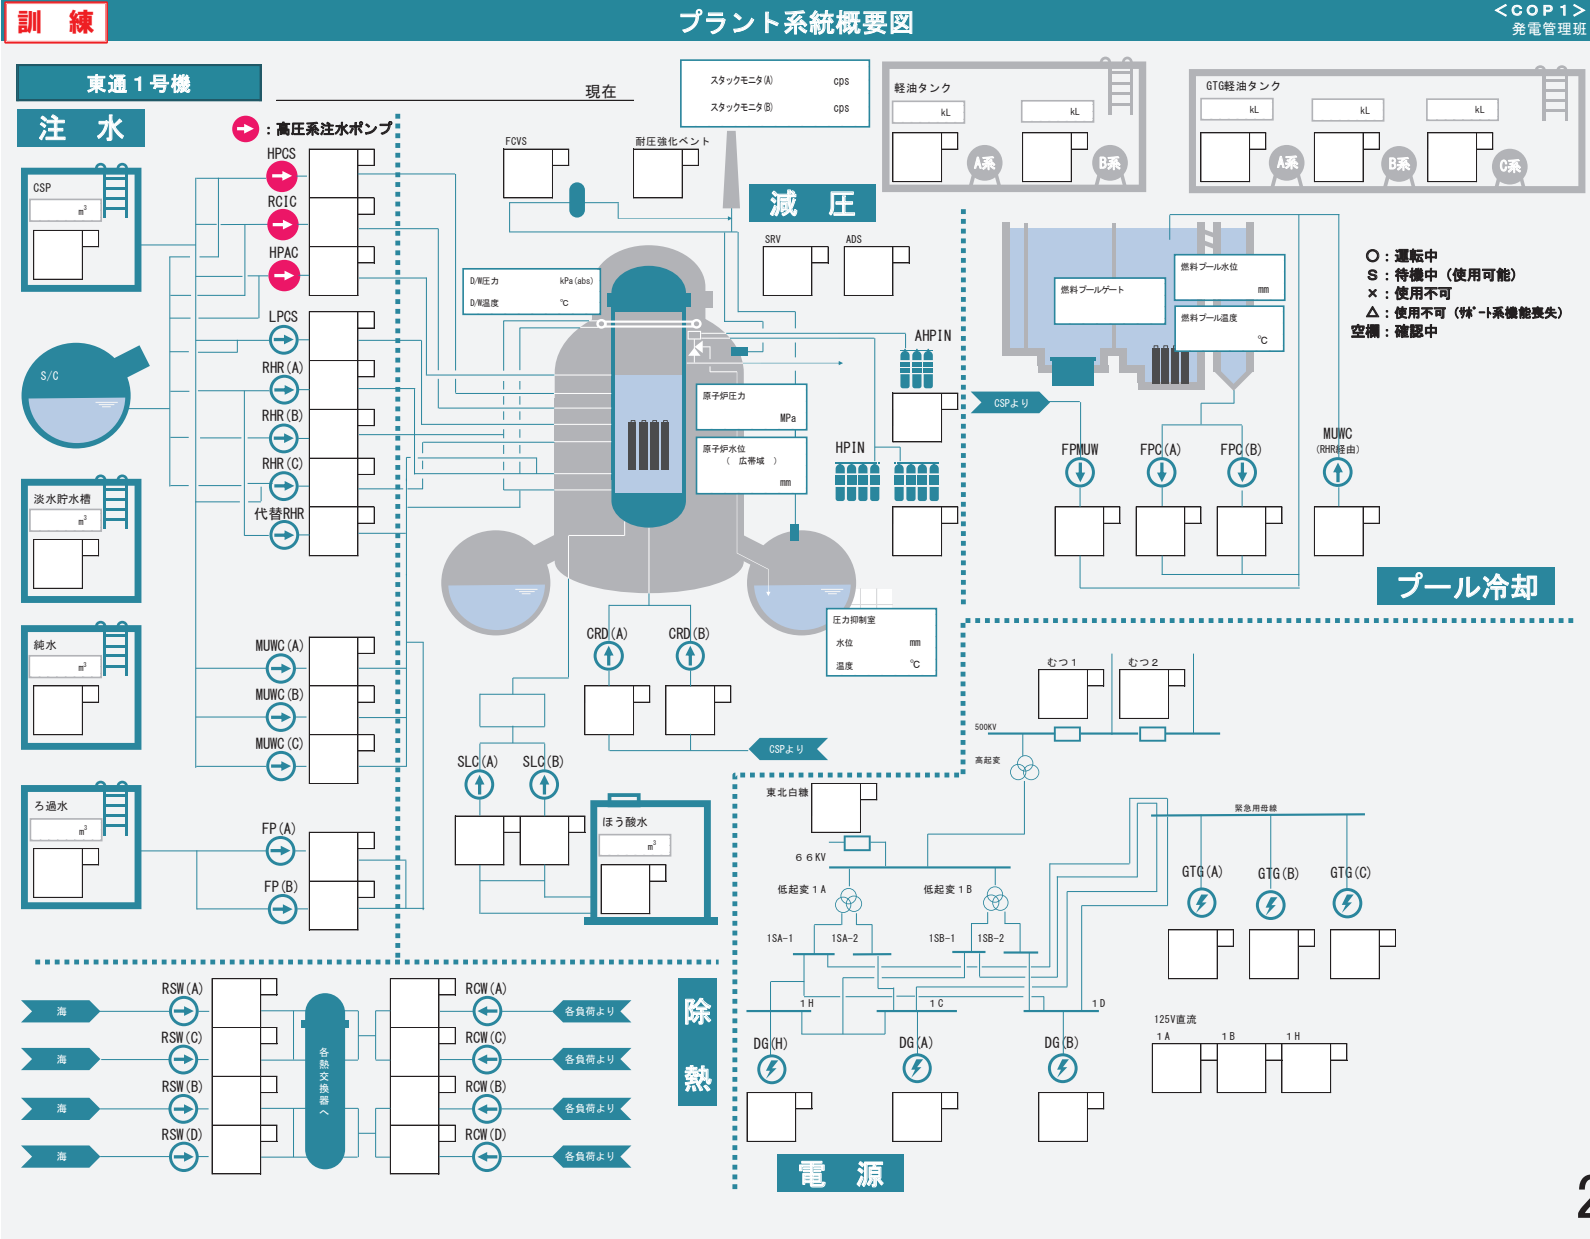 訓　練
プラント系統概要図
＜ＣＯＰ１＞
発電管理班
東通１号機
現在
注　水
：高圧系注水ポンプ
HPCS
RCIC
HPAC
LPCS
RHR(A)
RHR(B)
RHR(C)
代替RHR
MUWC(A)
MUWC(B)
MUWC(C)
FP(A)
FP(B)
CSP
m³
S/C
淡水貯水槽
m³
純水
m³
ろ過水
m³
FCVS
耐圧強化ベント
スタックモニタ(A)　cps
スタックモニタ(B)　cps
減　圧
SRV
ADS
D/W圧力　kPa(abs)
D/W温度　℃
原子炉圧力
MPa
原子炉水位
（　広帯域　）
mm
AHPIN
HPIN
圧力抑制室
水位　mm
温度　℃
CRD(A)
CRD(B)
CSPより
SLC(A)
SLC(B)
ほう酸水
m³
軽油タンク
kL
kL
A系
B系
GTG軽油タンク
kL
kL
kL
A系
B系
C系
燃料プールゲート
燃料プール水位
mm
燃料プール温度
℃
○：運転中
S：待機中（使用可能）
×：使用不可
△：使用不可（ｻﾎﾟｰﾄ系機能喪失）
空欄：確認中
CSPより
FPMUW
FPC(A)
FPC(B)
MUWC
(RHR経由)
プール冷却
むつ１
むつ２
500KV
高起変
東北白糠
６６KV
低起変１A
低起変１B
緊急用母線
GTG(A)
GTG(B)
GTG(C)
1SA-1
1SA-2
1SB-1
1SB-2
１H
１C
１D
DG(H)
DG(A)
DG(B)
125V直流
１A
１B
１H
電　源
除
熱
海
海
海
海
RSW(A)
RSW(C)
RSW(B)
RSW(D)
各熱交換器へ
RCW(A)
RCW(C)
RCW(B)
RCW(D)
各負荷より
各負荷より
各負荷より
各負荷より
2